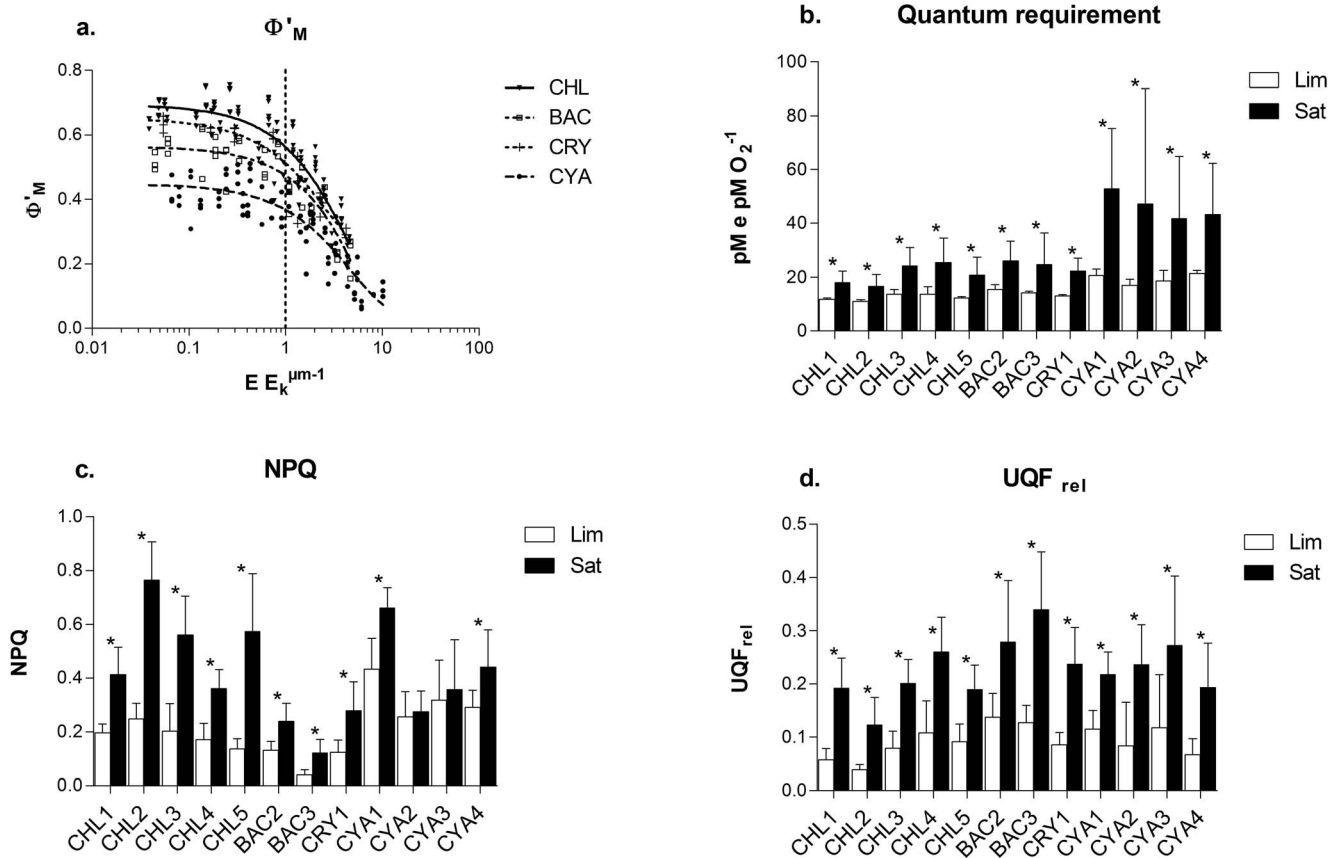 a.
Φ'M
Φ'M
0.8
0.6
0.4
0.2
0.0
0.01
0.1
1
10
100
E Ek µm-1
CHL
BAC
CRY
CYA
b.
Quantum requirement
pM e pM O2-1
100
80
60
40
20
0
* * * * * * * * * * * *
CHL1
CHL2
CHL3
CHL4
CHL5
BAC2
BAC3
CRY1
CYA1
CYA2
CYA3
CYA4
Lim
Sat
c.
NPQ
NPQ
1.0
0.8
0.6
0.4
0.2
0.0
* * * * * * * * * *
CHL1
CHL2
CHL3
CHL4
CHL5
BAC2
BAC3
CRY1
CYA1
CYA2
CYA3
CYA4
Lim
Sat
d.
UQF rel
UQFrel
0.5
0.4
0.3
0.2
0.1
0.0
* * * * * * * * * * * *
CHL1
CHL2
CHL3
CHL4
CHL5
BAC2
BAC3
CRY1
CYA1
CYA2
CYA3
CYA4
Lim
Sat